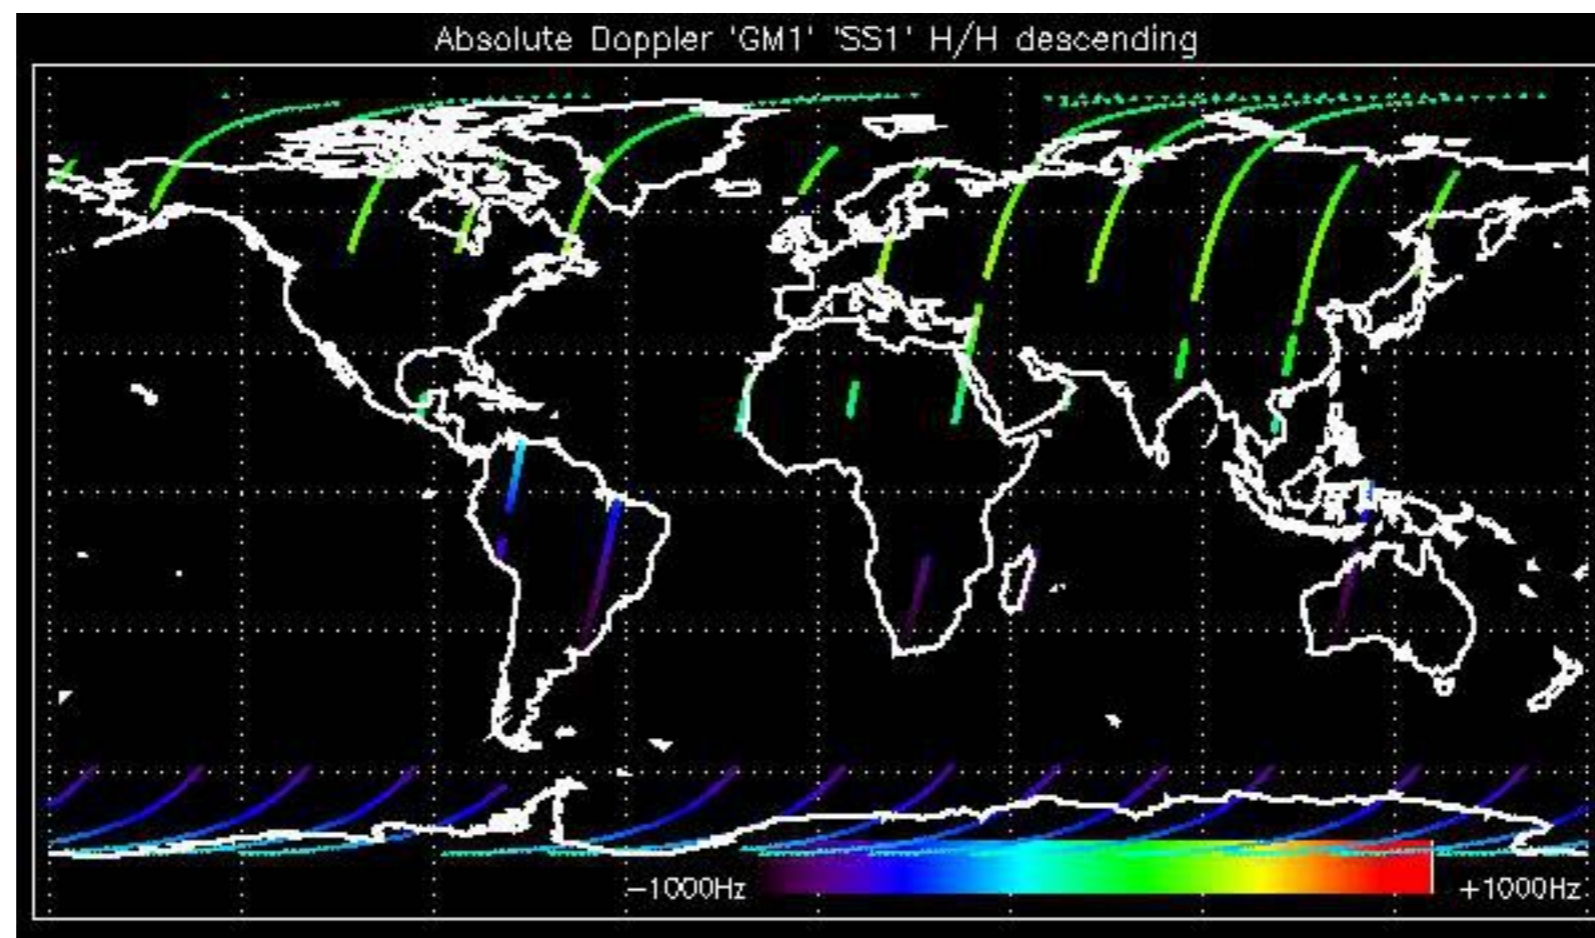 Absolute Doppler 'GM1' 'SS1' H/H descending
−1000Hz
+1000Hz